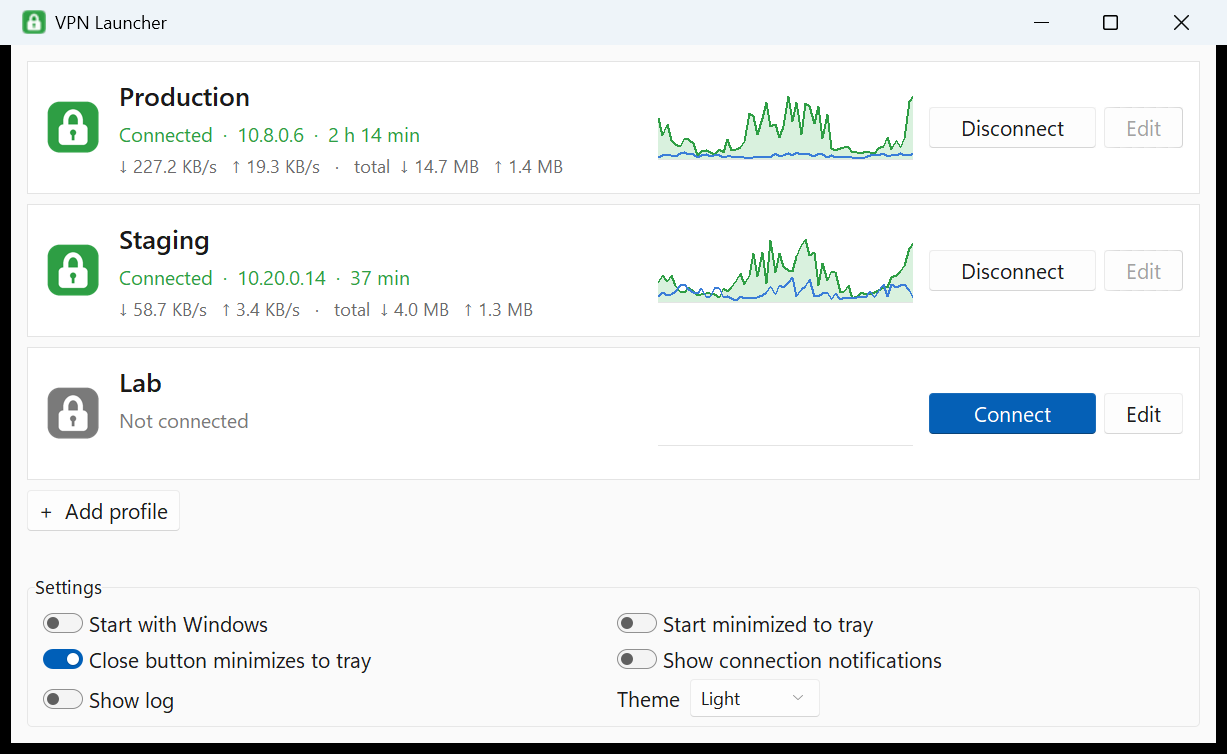 VPN Launcher
Production
Connected · 10.8.0.6 · 2 h 14 min
↓ 227.2 KB/s ↑ 19.3 KB/s · total ↓ 14.7 MB ↑ 1.4 MB
Disconnect
Edit
Staging
Connected · 10.20.0.14 · 37 min
↓ 58.7 KB/s ↑ 3.4 KB/s · total ↓ 4.0 MB ↑ 1.3 MB
Disconnect
Edit
Lab
Not connected
Connect
Edit
+ Add profile
Settings
Start with Windows
Start minimized to tray
Close button minimizes to tray
Show connection notifications
Show log
Theme Light